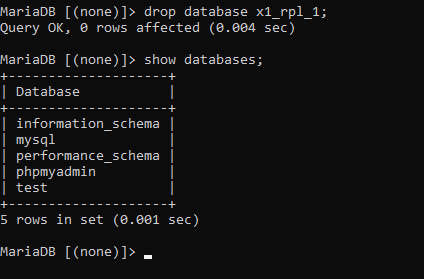 MariaDB [(none)]> drop database x1_rpl_1;
Query OK, 0 rows affected (0.004 sec)
MariaDB [(none)]> show databases;
+--------------------+
| Database           |
+--------------------+
| information_schema |
| mysql              |
| performance_schema |
| phpmyadmin         |
| test               |
+--------------------+
5 rows in set (0.001 sec)
MariaDB [(none)]> _